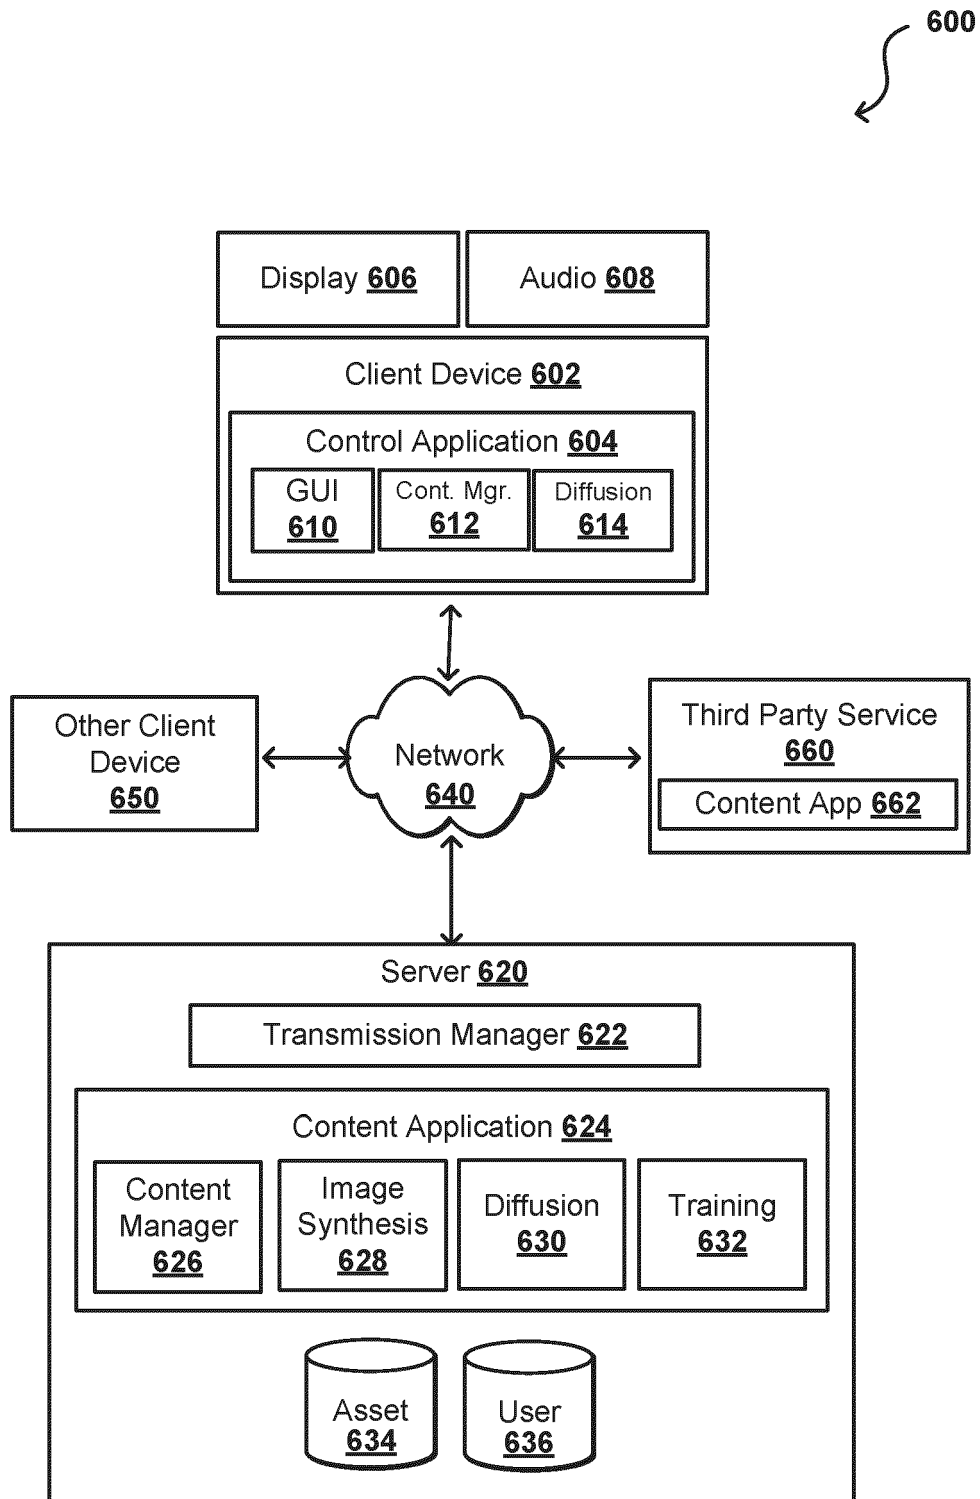 600
Display 606
Audio 608
Client Device 602
Control Application 604
GUI
610
Cont. Mgr.
612
Diffusion
614
Other Client
Device
650
Network
640
Third Party Service
660
Content App 662
Server 620
Transmission Manager 622
Content Application 624
Content
Manager
626
Image
Synthesis
628
Diffusion
630
Training
632
Asset
634
User
636